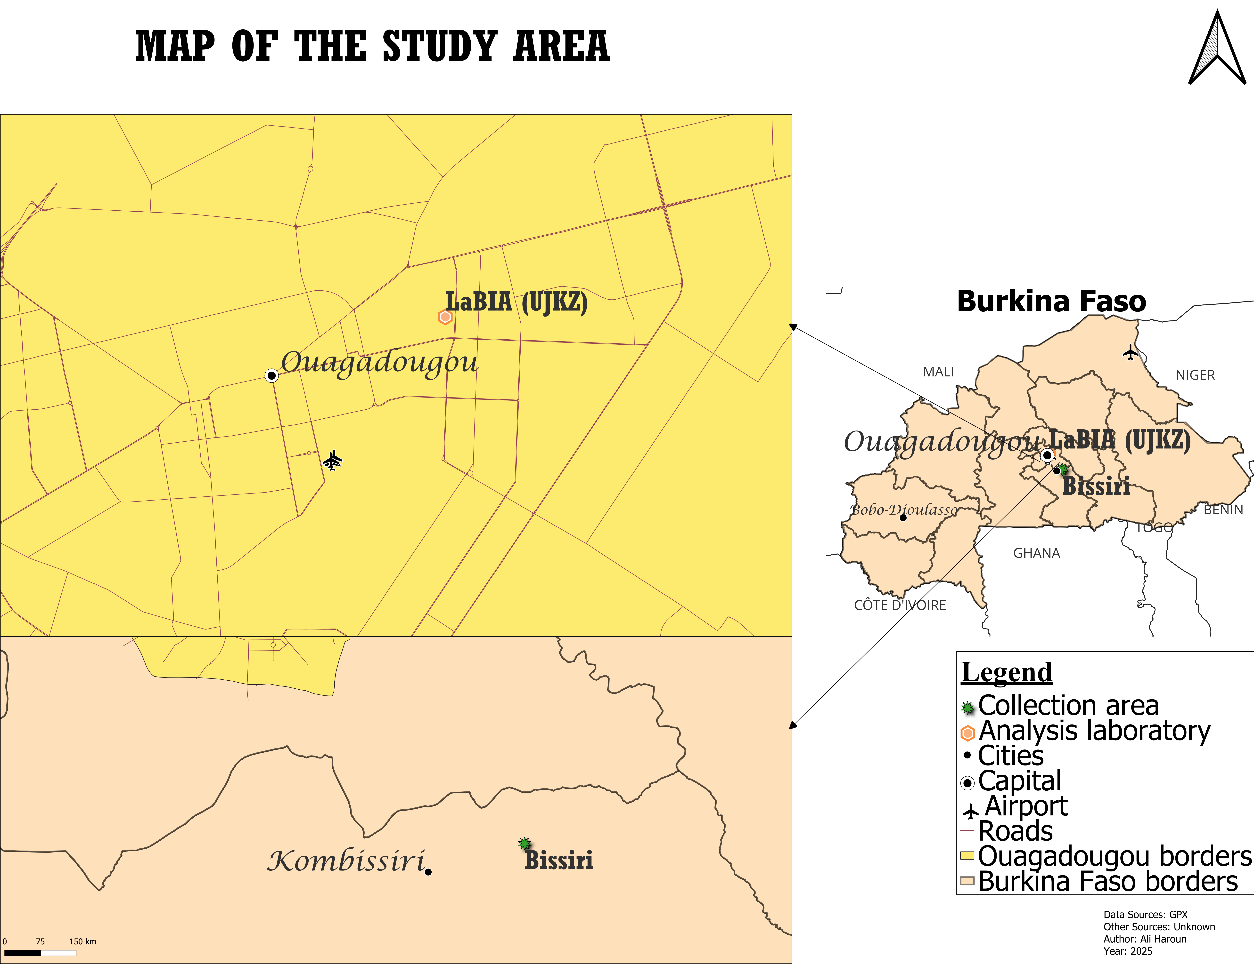 MAP OF THE STUDY AREA
LaBIA (UJKZ)
Ouagadougou
Kombissiri
Bissiri
0 75 150 km
Burkina Faso
MALI
NIGER
Ouagadougou
LaBIA (UJKZ)
Bissiri
Bobo-Dioulasso
BENIN
TOGO
GHANA
CÔTE D'IVOIRE
Legend
Collection area
Analysis laboratory
Cities
Capital
Airport
Roads
Ouagadougou borders
Burkina Faso borders
Data Sources: GPX
Other Sources: Unknown
Author: Ali Haroun
Year: 2025